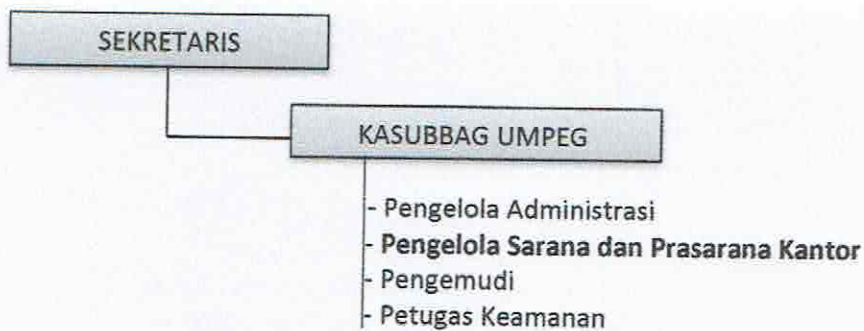 SEKRETARIS
KASUBBAG UMPEG
- Pengelola Administrasi
- Pengelola Sarana dan Prasarana Kantor
- Pengemudi
- Petugas Keamanan